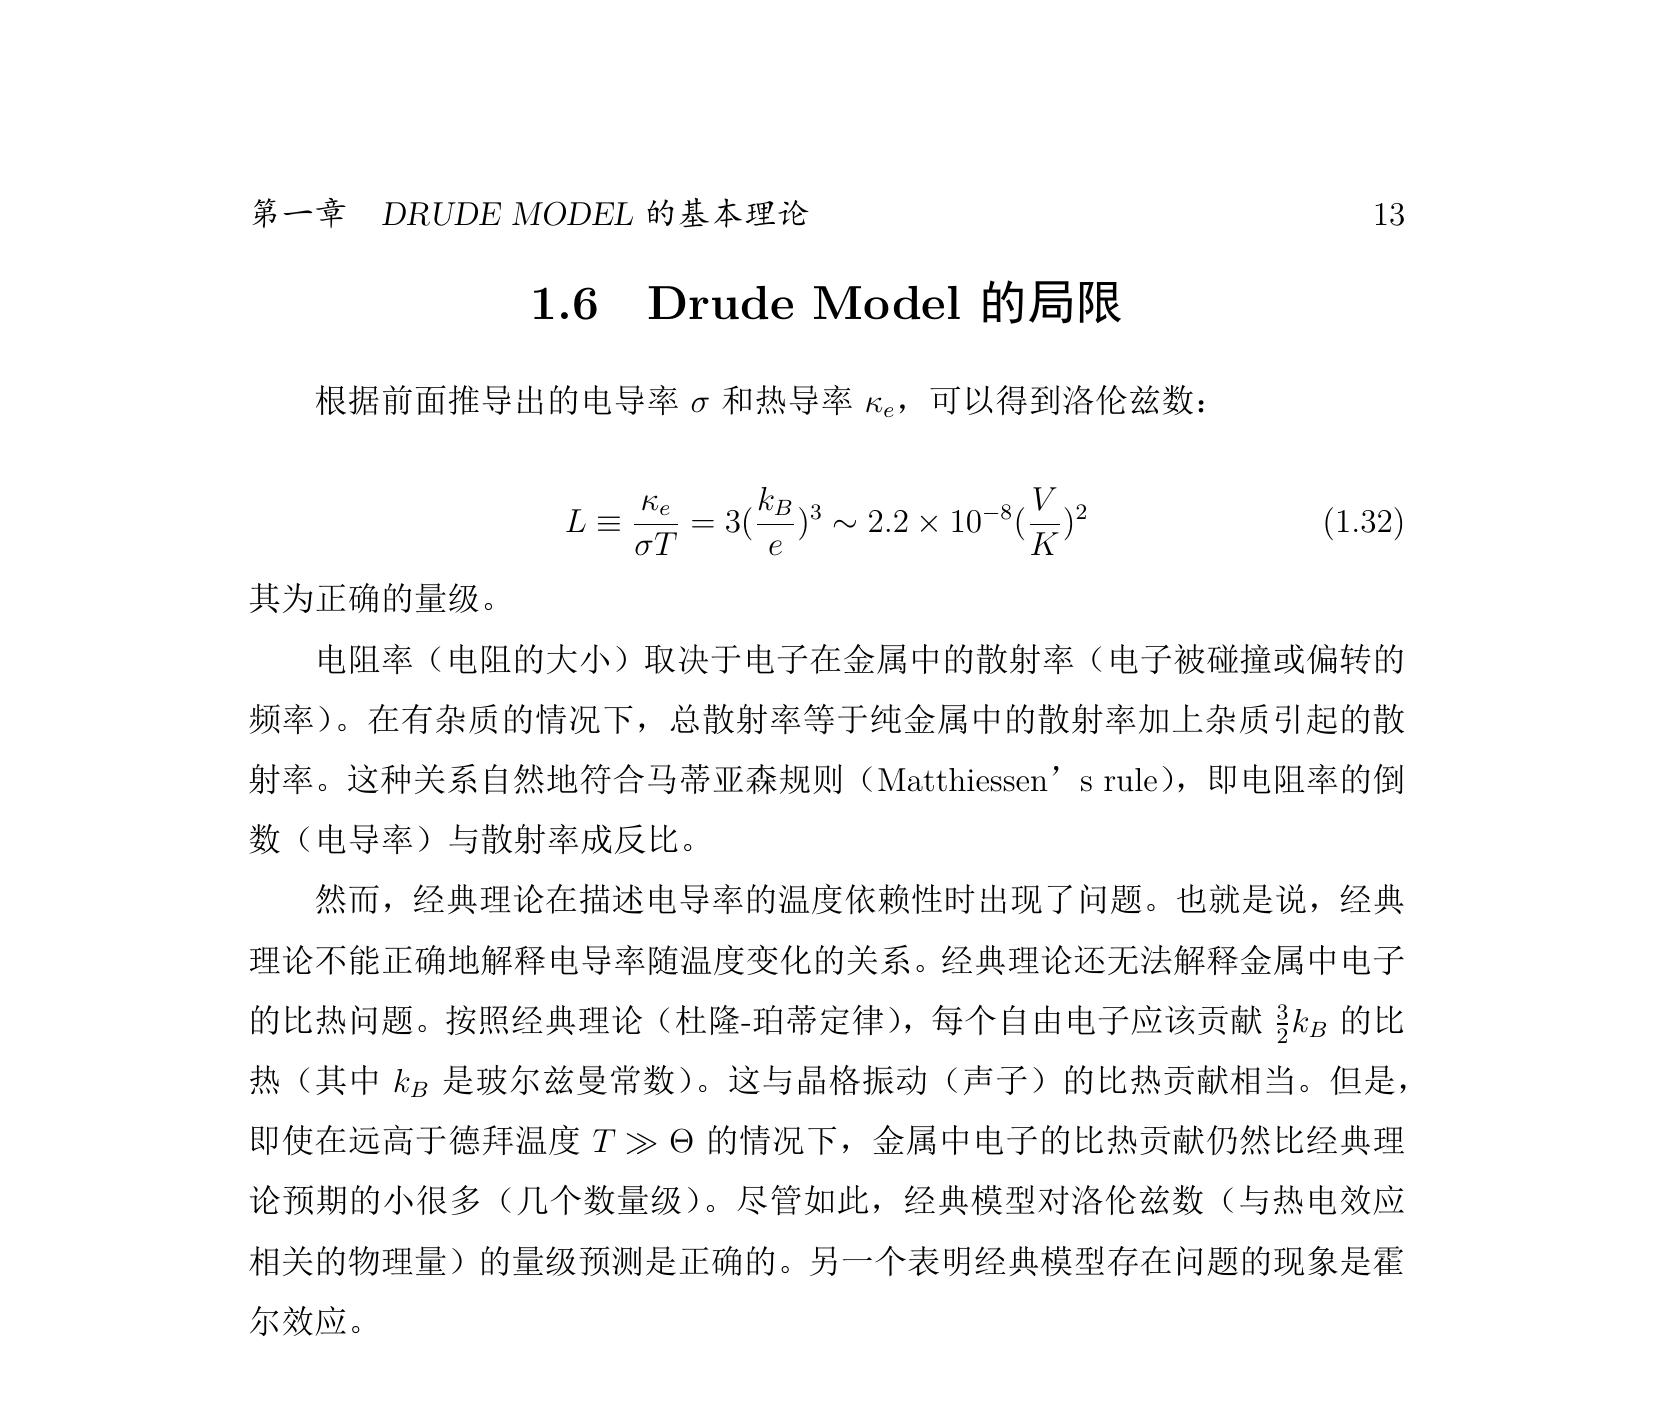 第一章 DRUDE MODEL 的基本理论 13
1.6 Drude Model 的局限
根据前面推导出的电导率 σ 和热导率 κ_e，可以得到洛伦兹数：
L ≡ κ_e/σT = 3(k_B/e)^3 ∼ 2.2 × 10^−8(V/K)^2 (1.32)
其为正确的量级。
电阻率（电阻的大小）取决于电子在金属中的散射率（电子被碰撞或偏转的
频率）。在有杂质的情况下，总散射率等于纯金属中的散射率加上杂质引起的散
射率。这种关系自然地符合马蒂亚森规则（Matthiessen’s rule），即电阻率的倒
数（电导率）与散射率成反比。
然而，经典理论在描述电导率的温度依赖性时出现了问题。也就是说，经典
理论不能正确地解释电导率随温度变化的关系。经典理论还无法解释金属中电子
的比热问题。按照经典理论（杜隆-珀蒂定律），每个自由电子应该贡献 3/2 k_B 的比
热（其中 k_B 是玻尔兹曼常数）。这与晶格振动（声子）的比热贡献相当。但是，
即使在远高于德拜温度 T ≫ Θ 的情况下，金属中电子的比热贡献仍然比经典理
论预期的小很多（几个数量级）。尽管如此，经典模型对洛伦兹数（与热电效应
相关的物理量）的量级预测是正确的。另一个表明经典模型存在问题的现象是霍
尔效应。